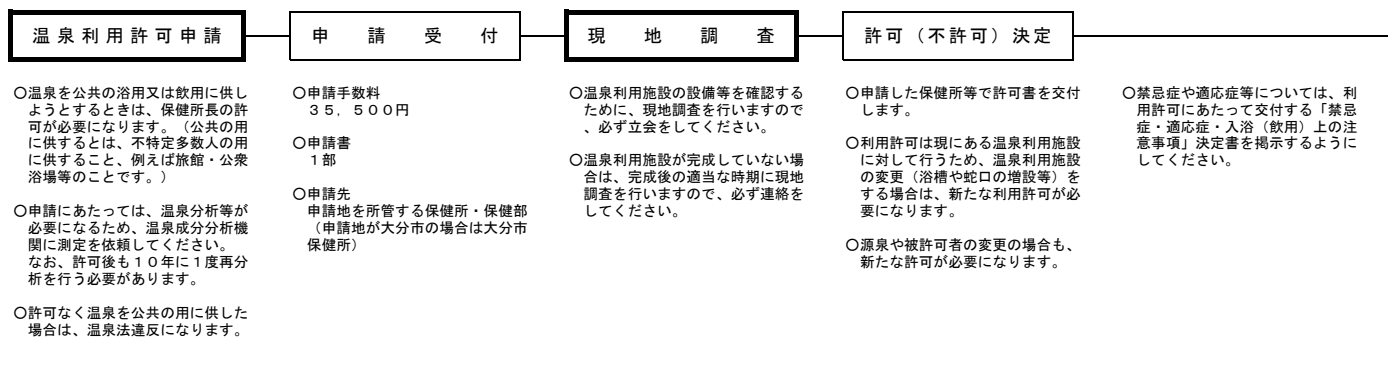 温泉利用許可申請
申請受付
現地調査
許可（不許可）決定
○温泉を公共の浴用又は飲用に供し
ようとするときは、保健所長の許
可が必要になります。（公共の用
に供するとは、不特定多数人の用
に供すること、例えば旅館・公衆
浴場等のことです。）
○申請にあたっては、温泉分析等が
必要になるため、温泉成分分析機
関に測定を依頼してください。
なお、許可後も１０年に１度再分
析を行う必要があります。
○許可なく温泉を公共の用に供した
場合は、温泉法違反になります。
○申請手数料
３５，５００円
○申請書
１部
○申請先
申請地を所管する保健所・保健部
（申請地が大分市の場合は大分市
保健所）
○温泉利用施設の設備等を確認する
ために、現地調査を行いますので
、必ず立会をしてください。
○温泉利用施設が完成していない場
合は、完成後の適当な時期に現地
調査を行いますので、必ず連絡を
してください。
○申請した保健所等で許可書を交付
します。
○利用許可は現にある温泉利用施設
に対して行うため、温泉利用施設
の変更（浴槽や蛇口の増設等）を
する場合は、新たな利用許可が必
要になります。
○源泉や被許可者の変更の場合も、
新たな許可が必要になります。
○禁忌症や適応症等については、利
用許可にあたって交付する「禁忌
症・適応症・入浴（飲用）上の注
意事項」決定書を掲示するように
してください。